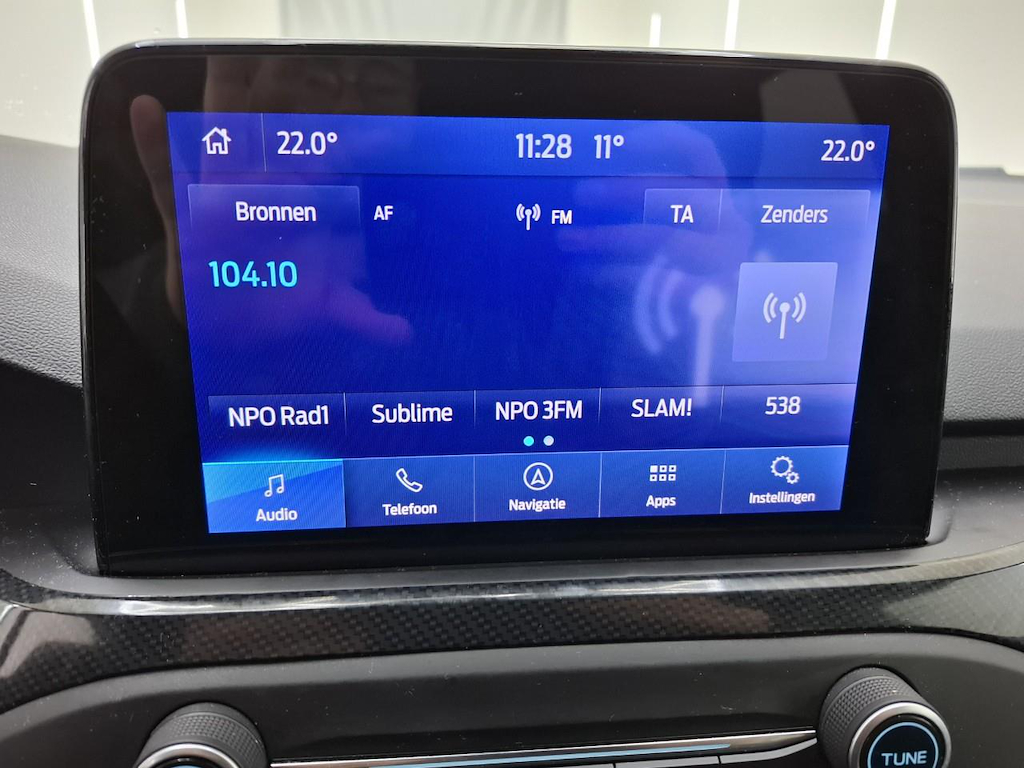 22.0° 11:28 11° 22.0°
Bronnen AF FM TA Zenders
104.10
NPO Rad1 Sublime NPO 3FM SLAM! 538
Audio Telefoon Navigatie Apps Instellingen
TUNE